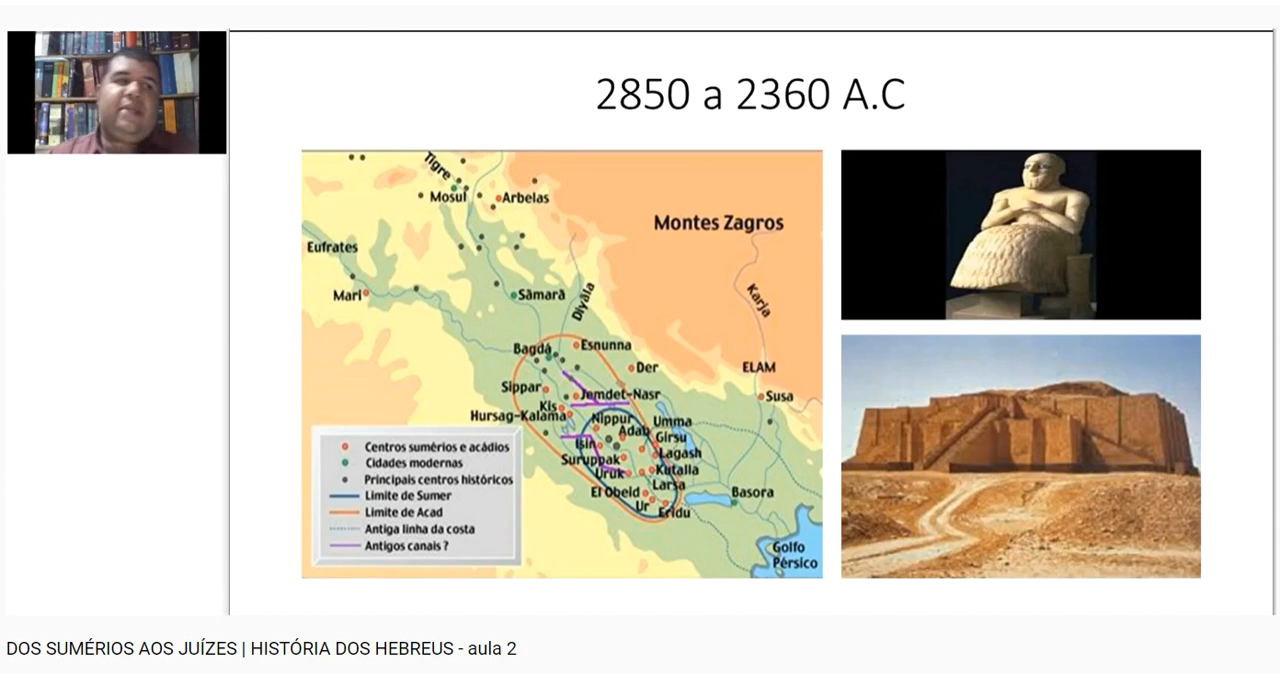 2850 a 2360 A.C
Tigre
Mosul
Arbelas
Montes Zagros
Eufrates
Mari
Sãmarã
Diyãla
Karja
Bagdá
Esnunna
Der
ELAM
Sippar
Jemdet-Nasr
Susa
Kis
Hursag-Kalama
Nippur
Umma
Adab
Girsu
Isin
Lagash
Suruppak
Kutalla
Uruk
Larsa
El Obeid
Basora
Ur
Eridu
Golfo
Pérsico
Centros sumérios e acádios
Cidades modernas
Principais centros históricos
Limite de Sumer
Limite de Acad
Antiga linha da costa
Antigos canais ?
DOS SUMÉRIOS AOS JUÍZES | HISTÓRIA DOS HEBREUS - aula 2